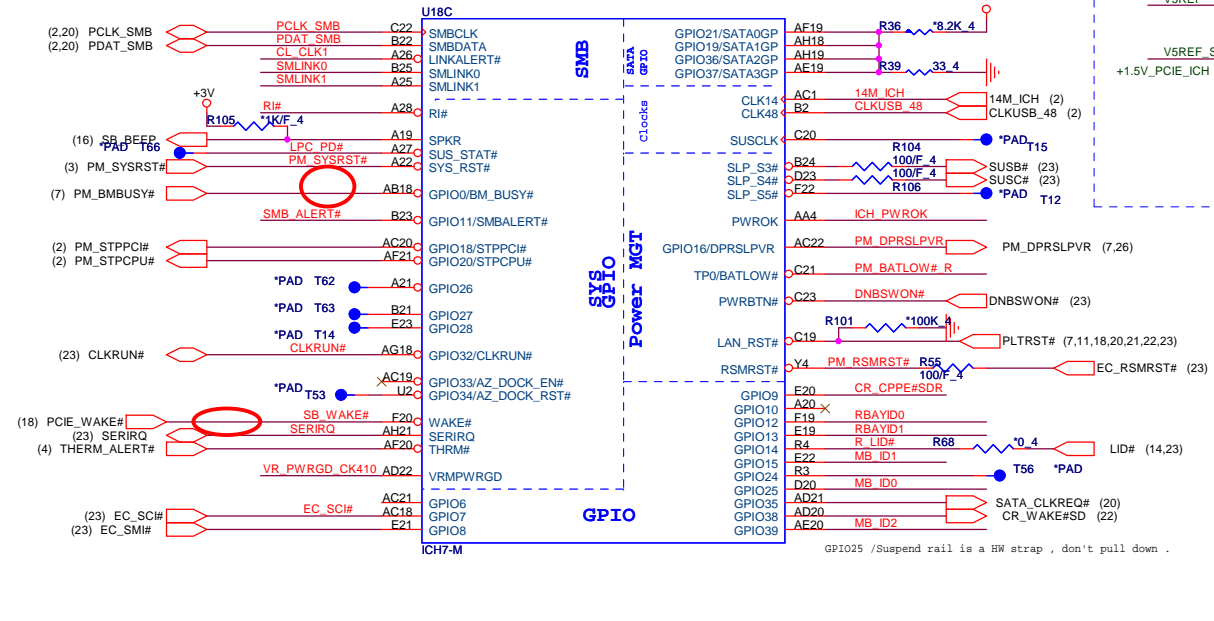 U18C
V5REF
(2,20) PCLK_SMB PCLK_SMB C22 SMBCLK SMB SATA GPIO GPIO21/SATA0GP AF19 R36 *8.2K_4
(2,20) PDAT_SMB PDAT_SMB B22 SMBDATA GPIO19/SATA1GP AH18
CL_CLK1 A26 LINKALERT# GPIO36/SATA2GP AH19 V5REF_S
SMLINK0 B25 SMLINK0 GPIO37/SATA3GP AE19 R39 33_4 +1.5V_PCIE_ICH
SMLINK1 A25 SMLINK1
+3V
CLK14 AC1 14M_ICH 14M_ICH (2)
RI# A28 RI# Clocks CLK48 B2 CLKUSB_48 CLKUSB_48 (2)
R105 *1K/F_4
(16) SB_BEEP A19 SPKR SUSCLK C20 *PAD T15
*PAD T66 LPC_PD# A27 SUS_STAT# R104
(3) PM_SYSRST# PM_SYSRST# A22 SYS_RST# SLP_S3# B24 100/F_4 SUSB# (23)
SLP_S4# D23 100/F_4 SUSC# (23)
(7) PM_BMBUSY# AB18 GPIO0/BM_BUSY# SLP_S5# F22 R106 *PAD T12
SMB_ALERT# B23 GPIO11/SMBALERT# PWROK AA4 ICH_PWROK
(2) PM_STPPCI# AC20 GPIO18/STPPCI# SYS GPIO Power MGT GPIO16/DPRSLPVR AC22 PM_DPRSLPVR PM_DPRSLPVR (7,26)
(2) PM_STPCPU# AF21 GPIO20/STPCPU#
*PAD T62 A21 GPIO26 TP0/BATLOW# C21 PM_BATLOW#_R
*PAD T63 B21 GPIO27 PWRBTN# C23 DNBSWON# DNBSWON# (23)
*PAD T14 E23 GPIO28 R101 *100K_4
(23) CLKRUN# CLKRUN# AG18 GPIO32/CLKRUN# LAN_RST# C19 PLTRST# (7,11,18,20,21,22,23)
AC19 GPIO33/AZ_DOCK_EN# RSMRST# Y4 PM_RSMRST# R55 100/F_4 EC_RSMRST# (23)
*PAD T53 U2 GPIO34/AZ_DOCK_RST# GPIO9 E20 CR_CPPE#SDR
GPIO10 A20
(18) PCIE_WAKE# SB_WAKE# F20 WAKE# GPIO12 F19 RBAYID0
(23) SERIRQ SERIRQ AH21 SERIRQ GPIO13 E19 RBAYID1
(4) THERM_ALERT# AF20 THRM# GPIO14 R4 R_LID# R68 *0_4 LID# (14,23)
GPIO15 E22 MB_ID1
VR_PWRGD_CK410 AD22 VRMPWRGD GPIO24 R3 T56 *PAD
GPIO25 D20 MB_ID0
AC21 GPIO6 GPIO35 AD21 SATA_CLKREQ# (20)
(23) EC_SCI# EC_SCI# AC18 GPIO7 GPIO GPIO38 AD20 CR_WAKE#SD (22)
(23) EC_SMI# E21 GPIO8 GPIO39 AE20 MB_ID2
ICH7-M
GPIO25 /Suspend rail is a HW strap , don't pull down .